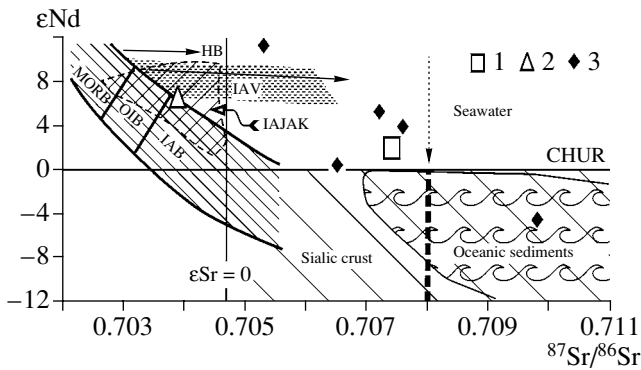 εNd
HB
1
2
3
8
IAV
Seawater
MORB
OIB
IAB
IAJAK
4
CHUR
0
−4
Sialic crust
Oceanic sediments
−8
εSr = 0
−12
0.703
0.705
0.707
0.709
0.711
⁸⁷Sr/⁸⁶Sr